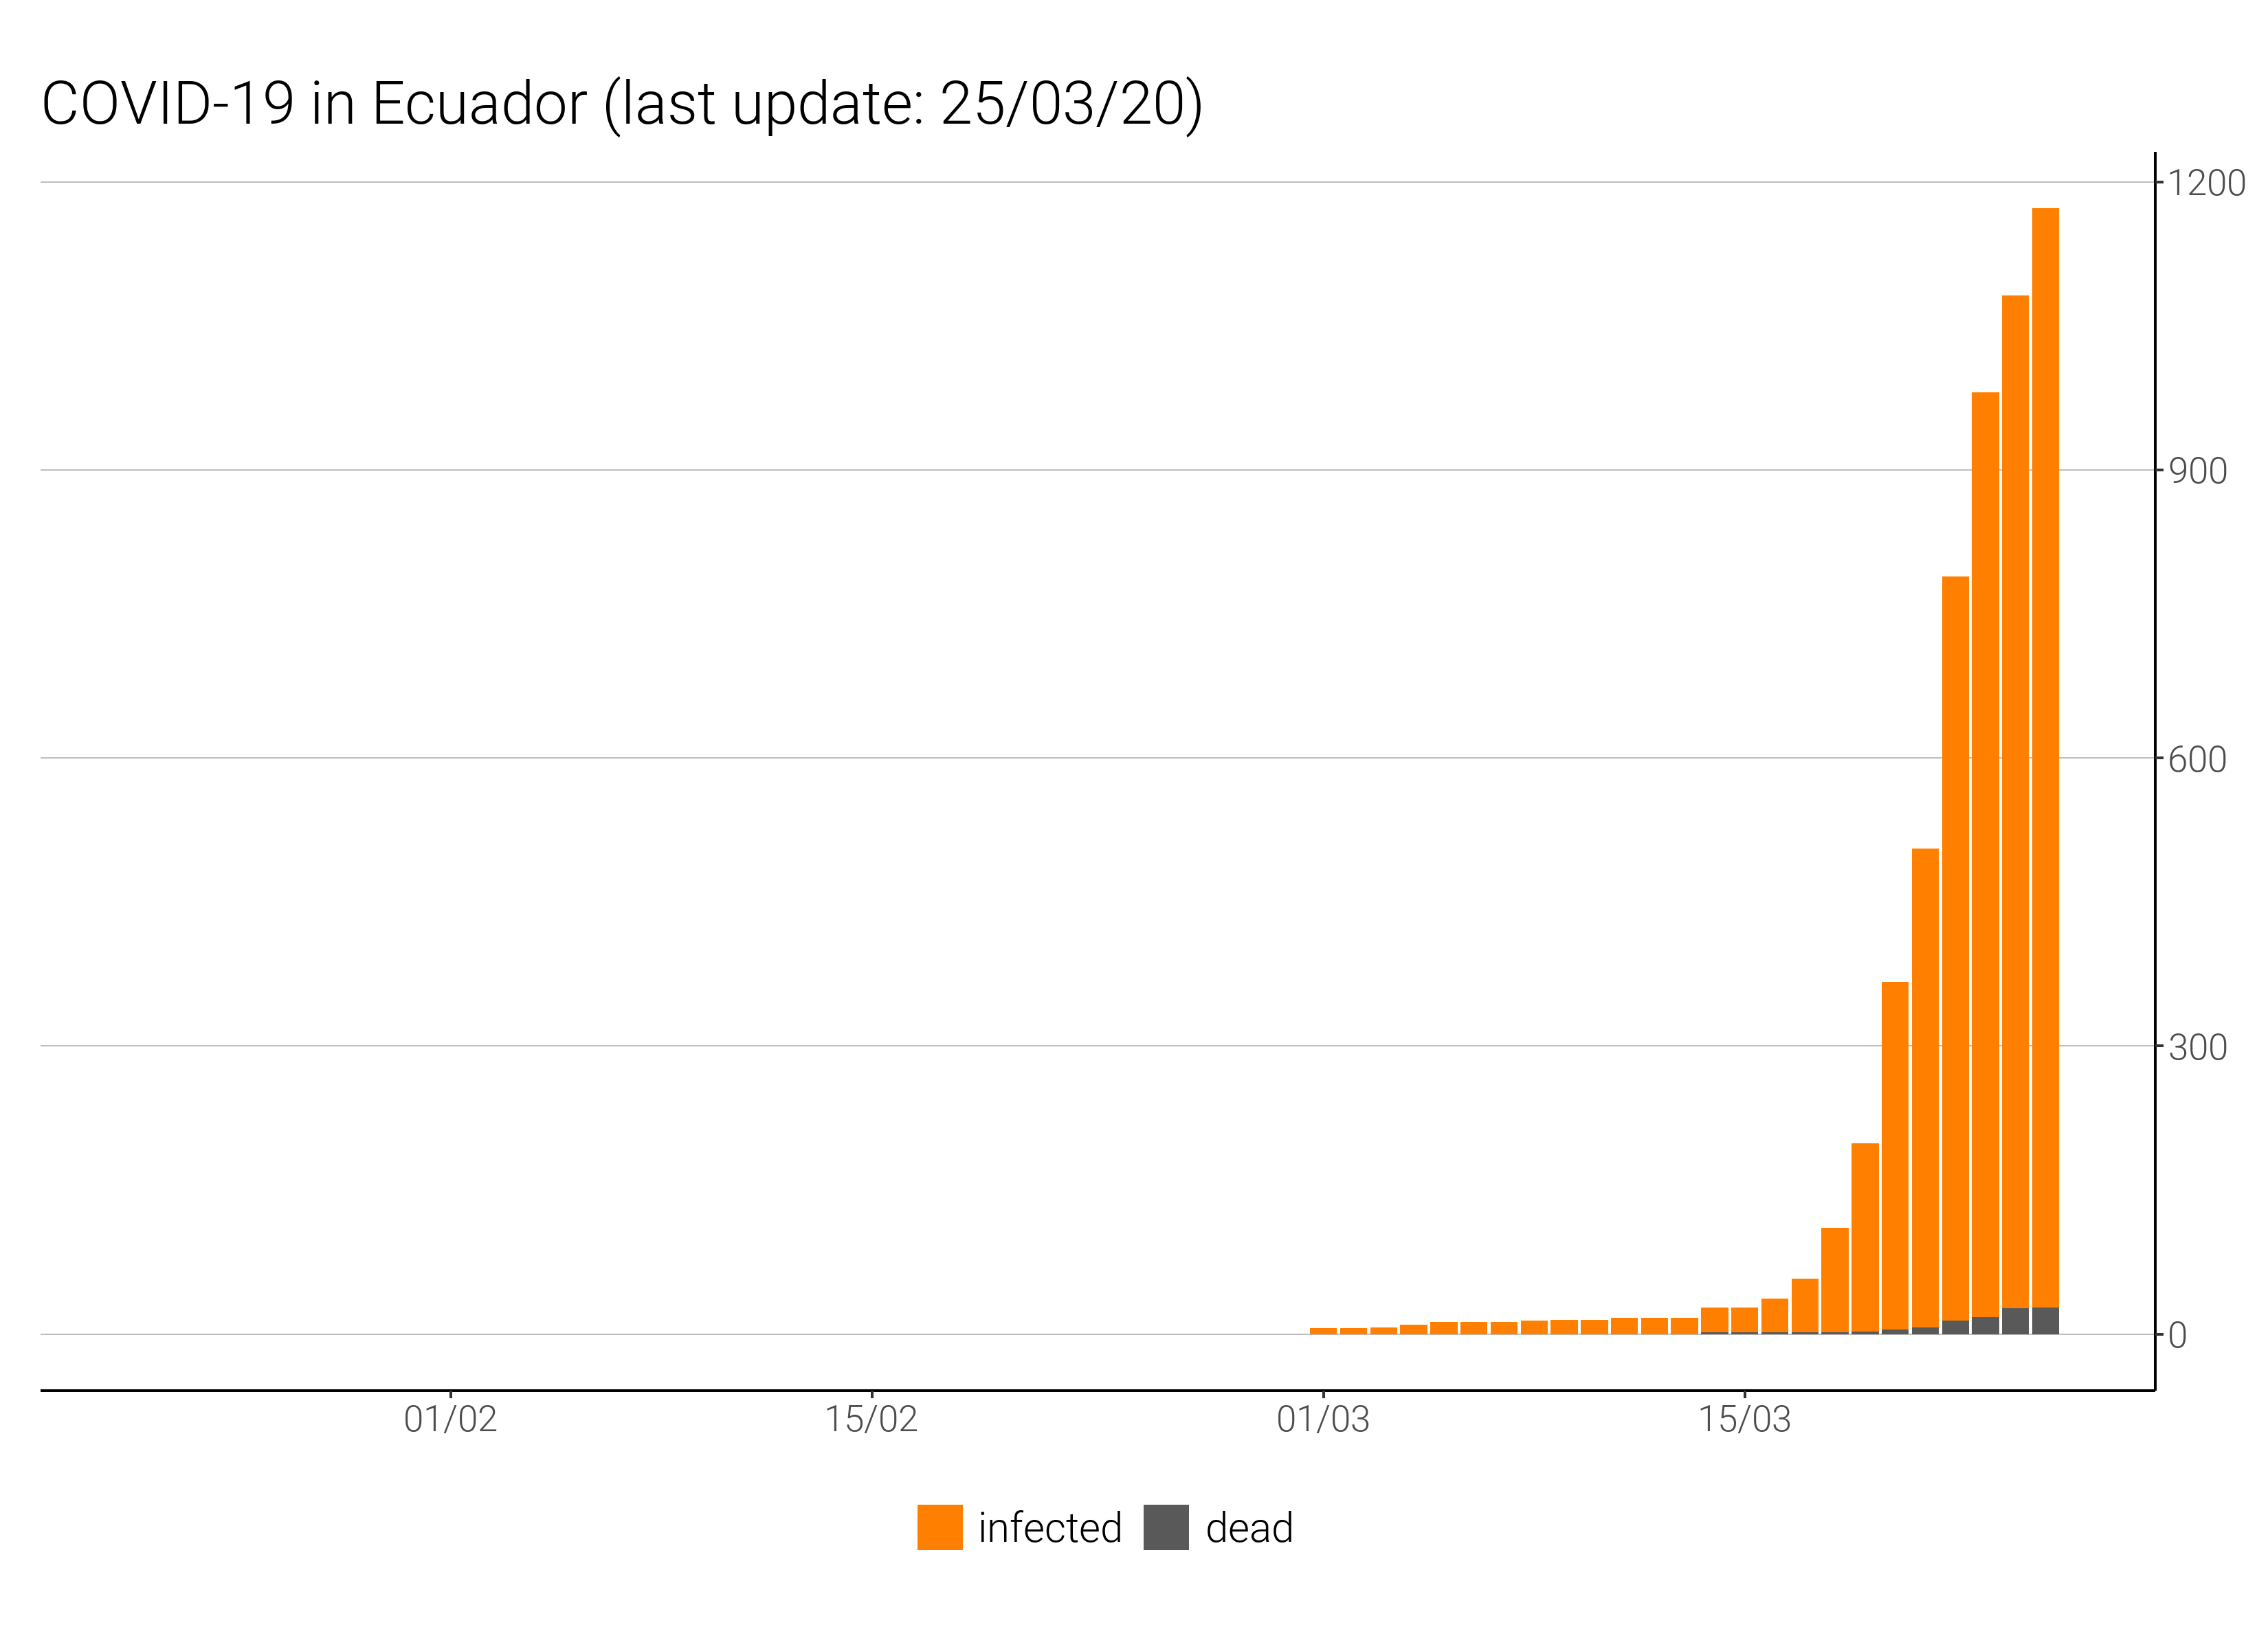 COVID-19 in Ecuador (last update: 25/03/20)
1200
900
600
300
0
01/02 15/02 01/03 15/03
infected dead